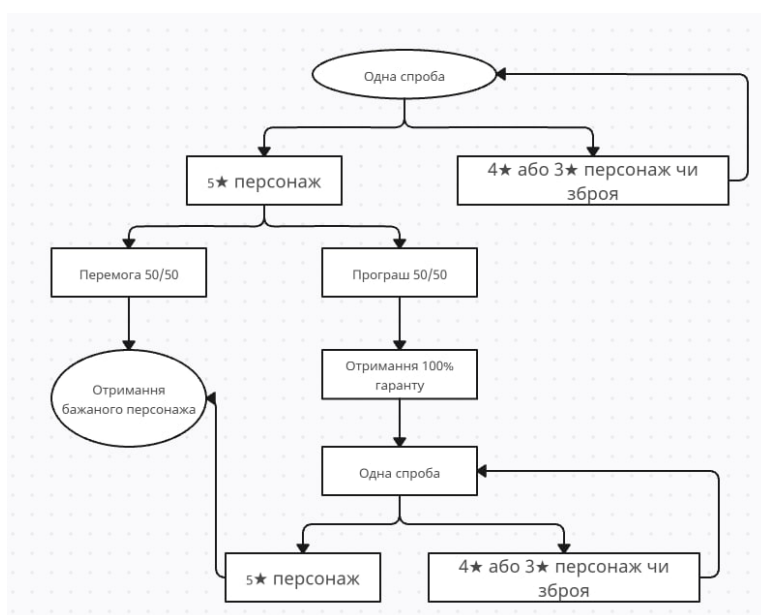 Одна спроба
5★ персонаж
4★ або 3★ персонаж чи
зброя
Перемога 50/50
Програш 50/50
Отримання
бажаного персонажа
Отримання 100%
гаранту
Одна спроба
5★ персонаж
4★ або 3★ персонаж чи
зброя